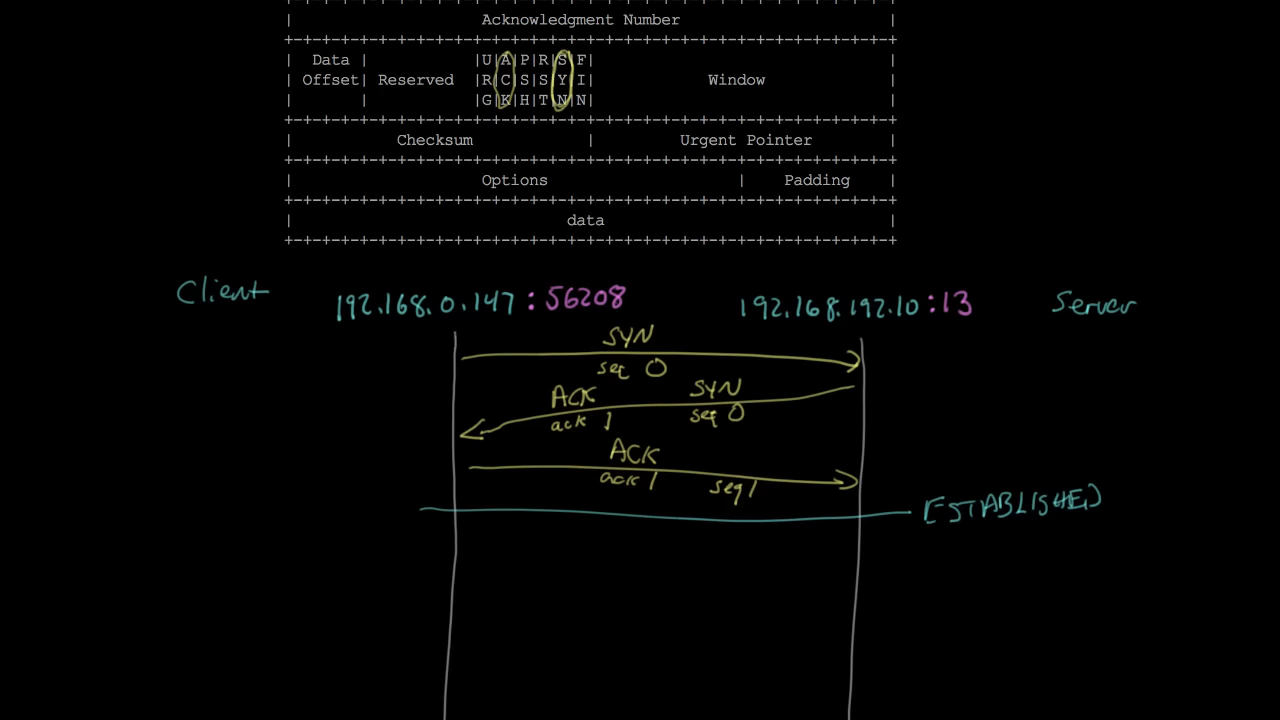 | Acknowledgment Number |
+-+-+-+-+-+-+-+-+-+-+-+-+-+-+-+-+-+-+-+-+-+-+-+-+-+-+-+-+-+-+-+-+
| Data | |U|A|P|R|S|F| |
| Offset| Reserved |R|C|S|S|Y|I| Window |
| | |G|K|H|T|N|N| |
+-+-+-+-+-+-+-+-+-+-+-+-+-+-+-+-+-+-+-+-+-+-+-+-+-+-+-+-+-+-+-+-+
| Checksum | Urgent Pointer |
+-+-+-+-+-+-+-+-+-+-+-+-+-+-+-+-+-+-+-+-+-+-+-+-+-+-+-+-+-+-+-+-+
| Options | Padding |
+-+-+-+-+-+-+-+-+-+-+-+-+-+-+-+-+-+-+-+-+-+-+-+-+-+-+-+-+-+-+-+-+
| data |
+-+-+-+-+-+-+-+-+-+-+-+-+-+-+-+-+-+-+-+-+-+-+-+-+-+-+-+-+-+-+-+-+
Client 192.168.0.147:56208 192.168.192.10:13 Server
SYN
seq 0
ACK SYN
ack 1 seq 0
ACK
ack 1 seq 1
[ESTABLISHED]